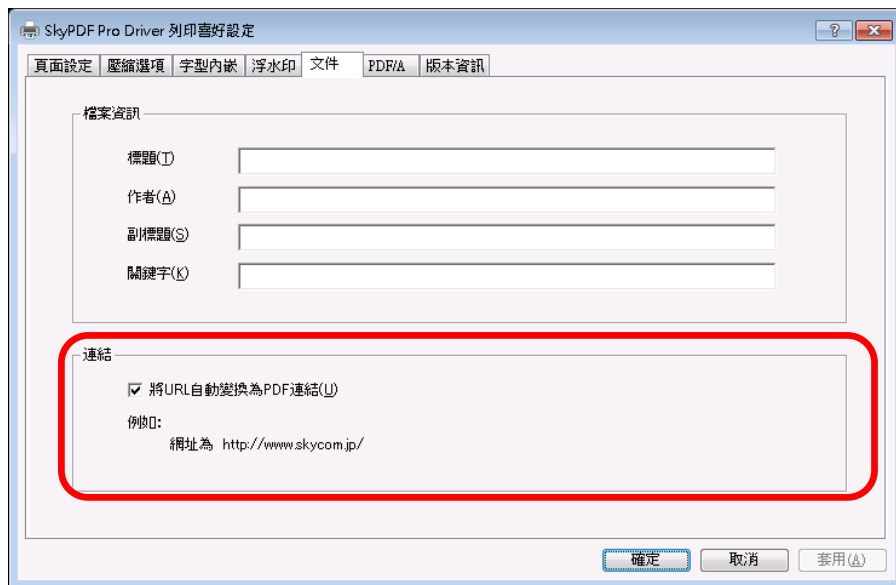 SkyPDF Pro Driver 列印喜好設定
頁面設定 壓縮選項 字型內嵌 浮水印 文件 PDF/A 版本資訊
檔案資訊
標題(T)
作者(A)
副標題(S)
關鍵字(K)
連結
將URL自動變換為PDF連結(U)
例如:
網址為 http://www.skycom.jp/
確定 取消 套用(A)